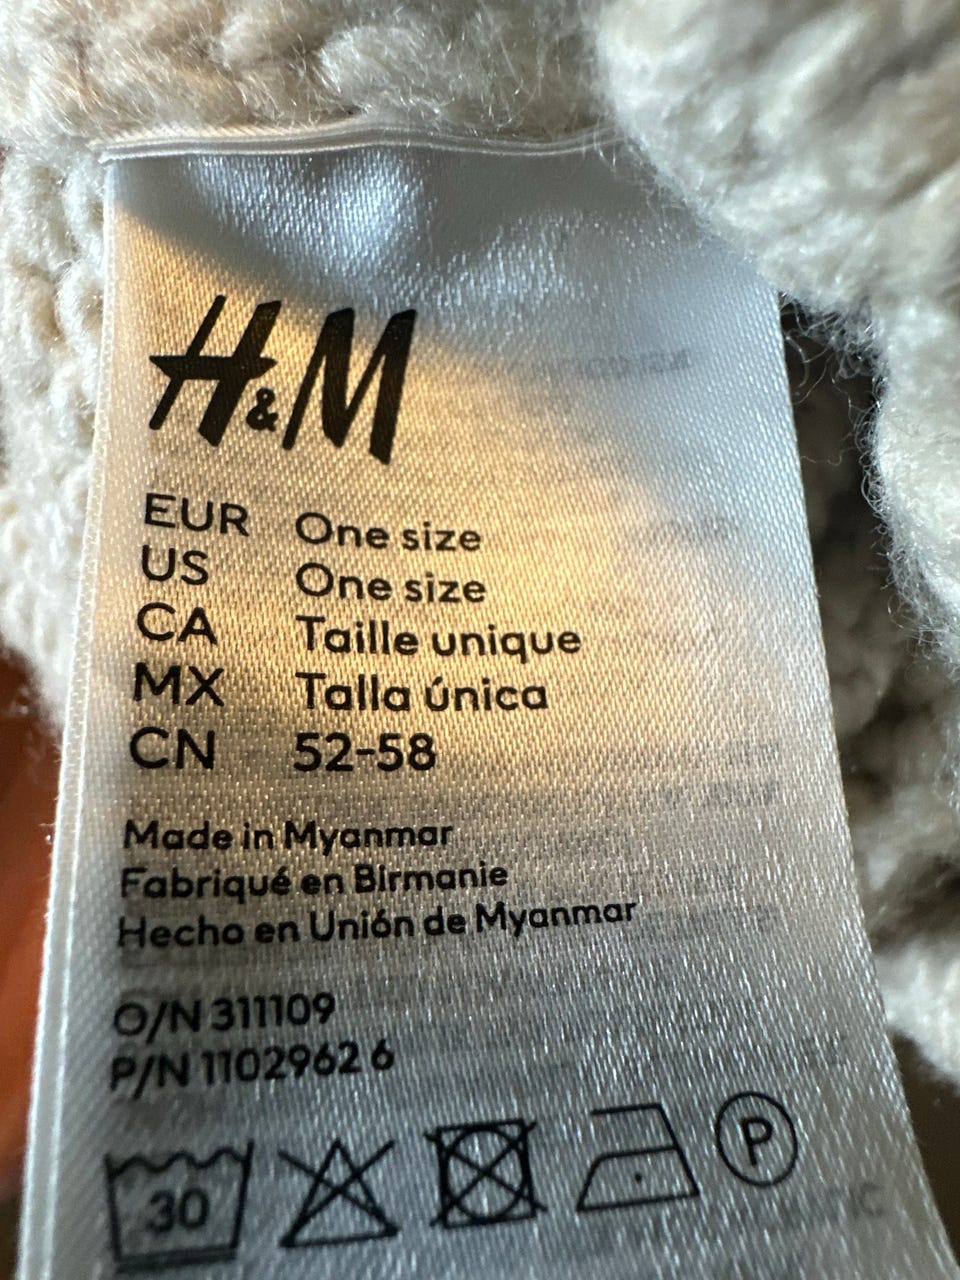 H&M
EUR One size
US One size
CA Taille unique
MX Talla única
CN 52-58
Made in Myanmar
Fabriqué en Birmanie
Hecho en Unión de Myanmar
O/N 311109
P/N 1102962 6
30 P